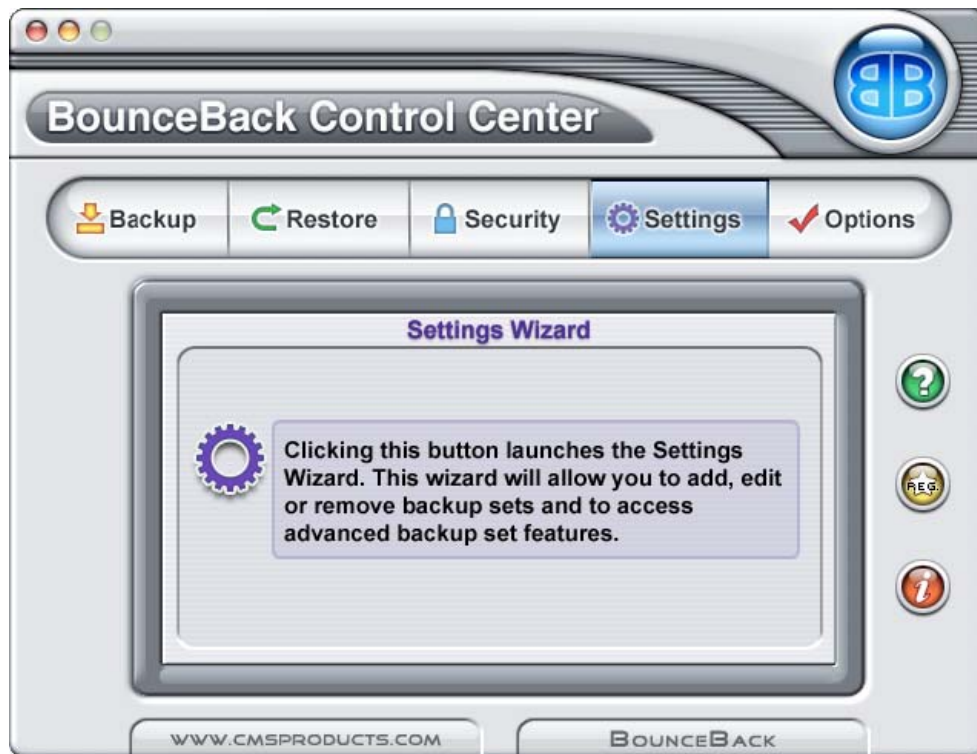 BounceBack Control Center
BB
Backup
Restore
Security
Settings
Options
Settings Wizard
Clicking this button launches the Settings
Wizard. This wizard will allow you to add, edit
or remove backup sets and to access
advanced backup set features.
?
REG.
i
WWW.CMSPRODUCTS.COM
BOUNCEBACK